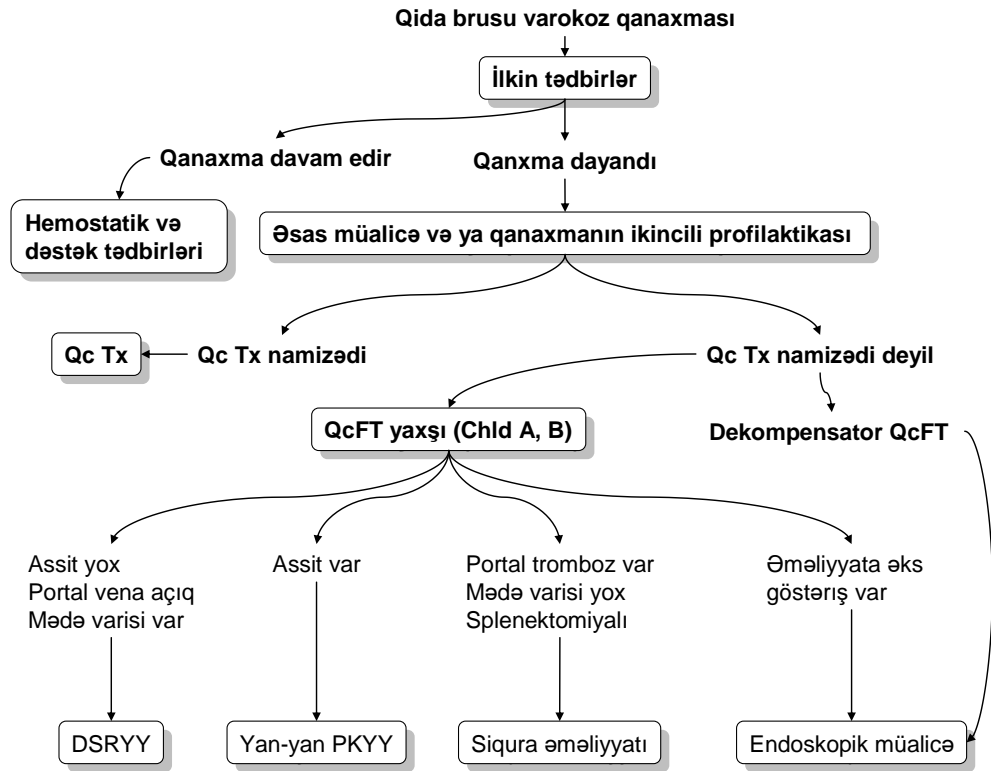 Qida brusu varokoz qanaxması
İlkin tədbirlər
Qanaxma davam edir
Qanxma dayandı
Hemostatik və
dəstək tədbirləri
Əsas müalicə və ya qanaxmanın ikincili profilaktikası
Qc Tx
Qc Tx namizədi
Qc Tx namizədi deyil
QcFT yaxşı (Chld A, B)
Dekompensator QcFT
Assit yox
Portal vena açıq
Mədə varisi var
Assit var
Portal tromboz var
Mədə varisi yox
Splenektomiyalı
Əməliyyata əks
göstərış var
DSRYY
Yan-yan PKYY
Siqura əməliyyatı
Endoskopik müalicə